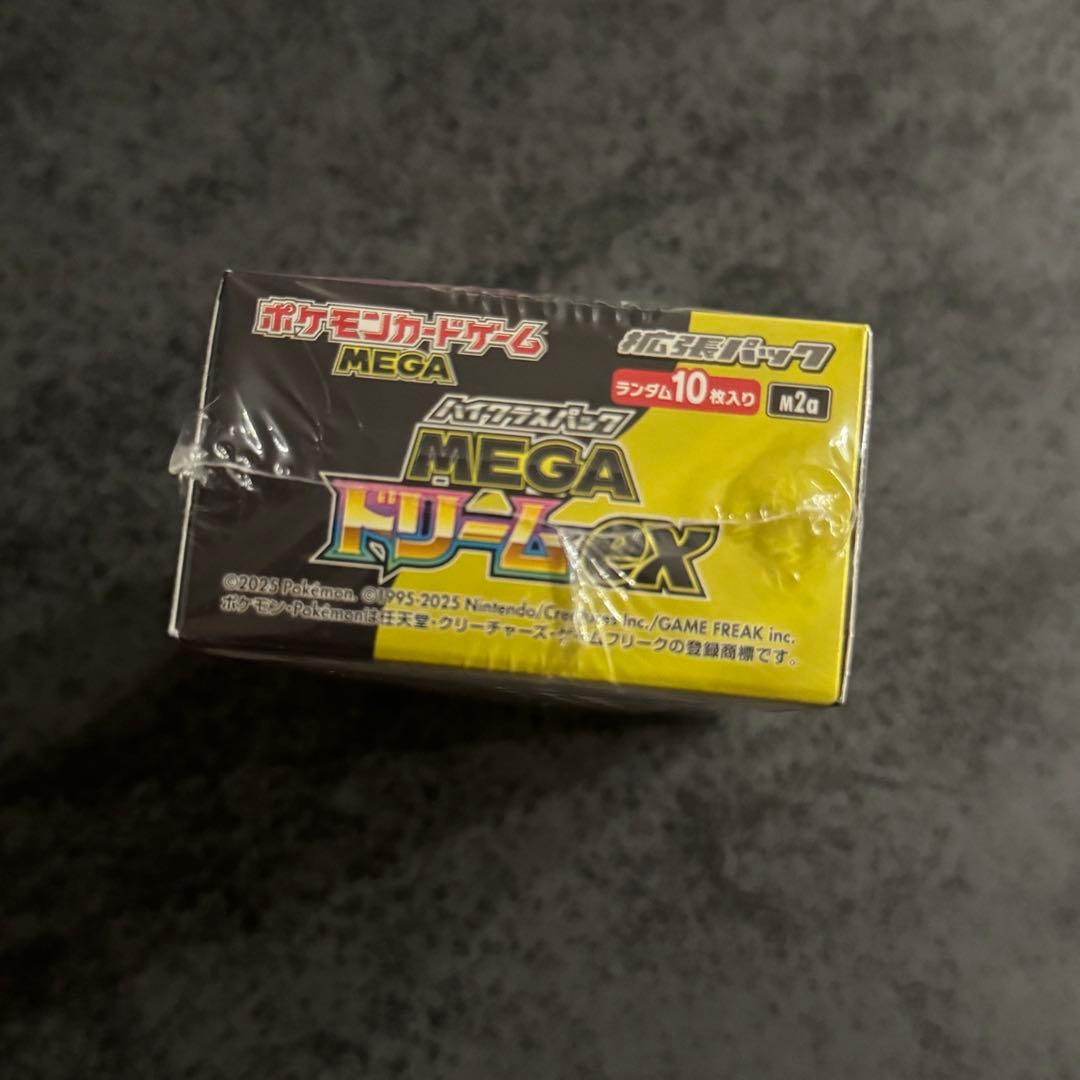 ポケモンカードゲーム
MEGA
拡張パック
ランダム10枚入り
M2a
ハイクラスパック
MEGA
ドリームex
©2025 Pokémon. ©1995-2025 Nintendo/Creatures Inc./GAME FREAK inc.
ポケモン・Pokémonは任天堂・クリーチャーズ・ゲームフリークの登録商標です。